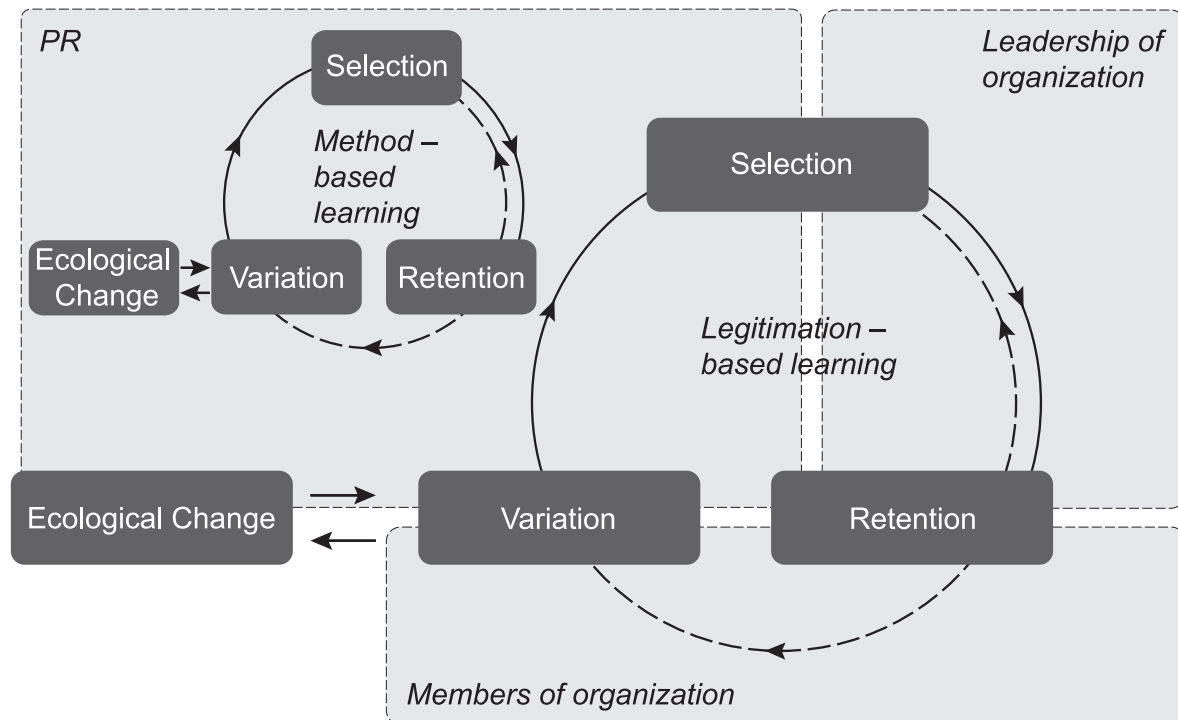 PR
Leadership of
organization
Selection
Method –
based
learning
Ecological
Change
Variation
Retention
Selection
Legitimation –
based learning
Ecological Change
Variation
Retention
Members of organization